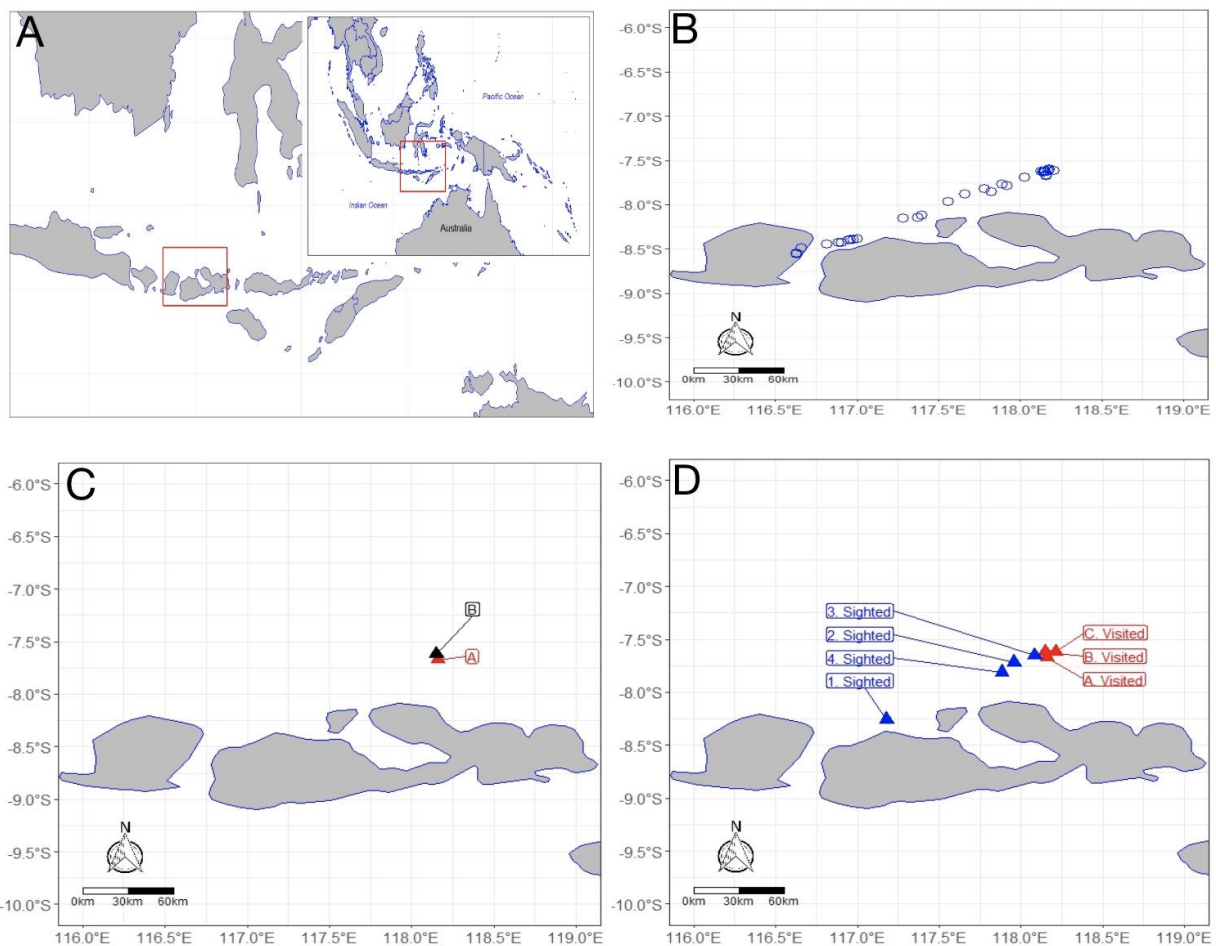 A
Pacific Ocean
Indian Ocean
Australia
B
-6.0°S
-6.5°S
-7.0°S
-7.5°S
-8.0°S
-8.5°S
-9.0°S
-9.5°S
-10.0°S
N
0km 30km 60km
116.0°E 116.5°E 117.0°E 117.5°E 118.0°E 118.5°E 119.0°E
C
-6.0°S
-6.5°S
-7.0°S
-7.5°S
-8.0°S
-8.5°S
-9.0°S
-9.5°S
-10.0°S
B
A
N
0km 30km 60km
116.0°E 116.5°E 117.0°E 117.5°E 118.0°E 118.5°E 119.0°E
D
-6.0°S
-6.5°S
-7.0°S
-7.5°S
-8.0°S
-8.5°S
-9.0°S
-9.5°S
-10.0°S
3. Sighted
2. Sighted
4. Sighted
1. Sighted
C. Visited
B. Visited
A. Visited
N
0km 30km 60km
116.0°E 116.5°E 117.0°E 117.5°E 118.0°E 118.5°E 119.0°E